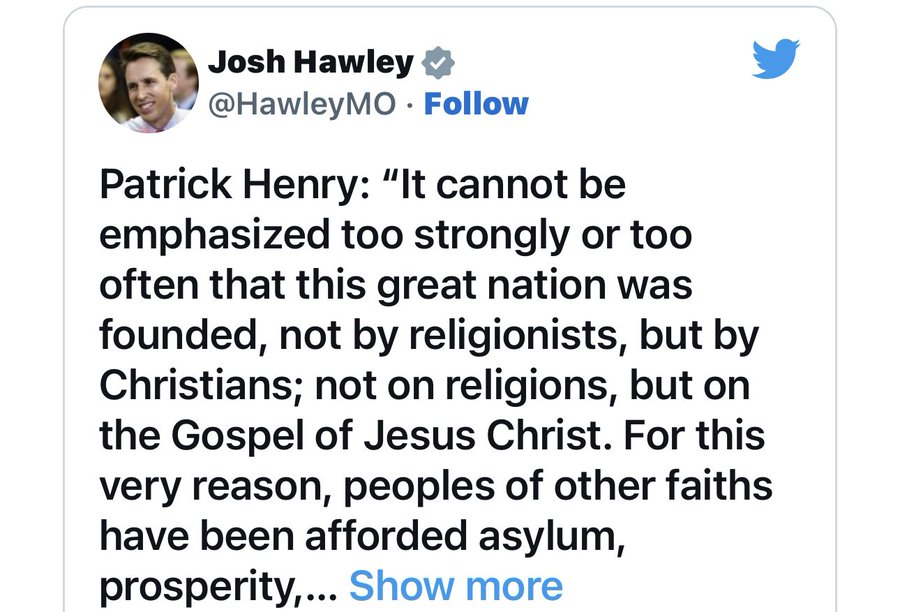 Josh Hawley
@HawleyMO · Follow
Patrick Henry: “It cannot be
emphasized too strongly or too
often that this great nation was
founded, not by religionists, but by
Christians; not on religions, but on
the Gospel of Jesus Christ. For this
very reason, peoples of other faiths
have been afforded asylum,
prosperity,... Show more